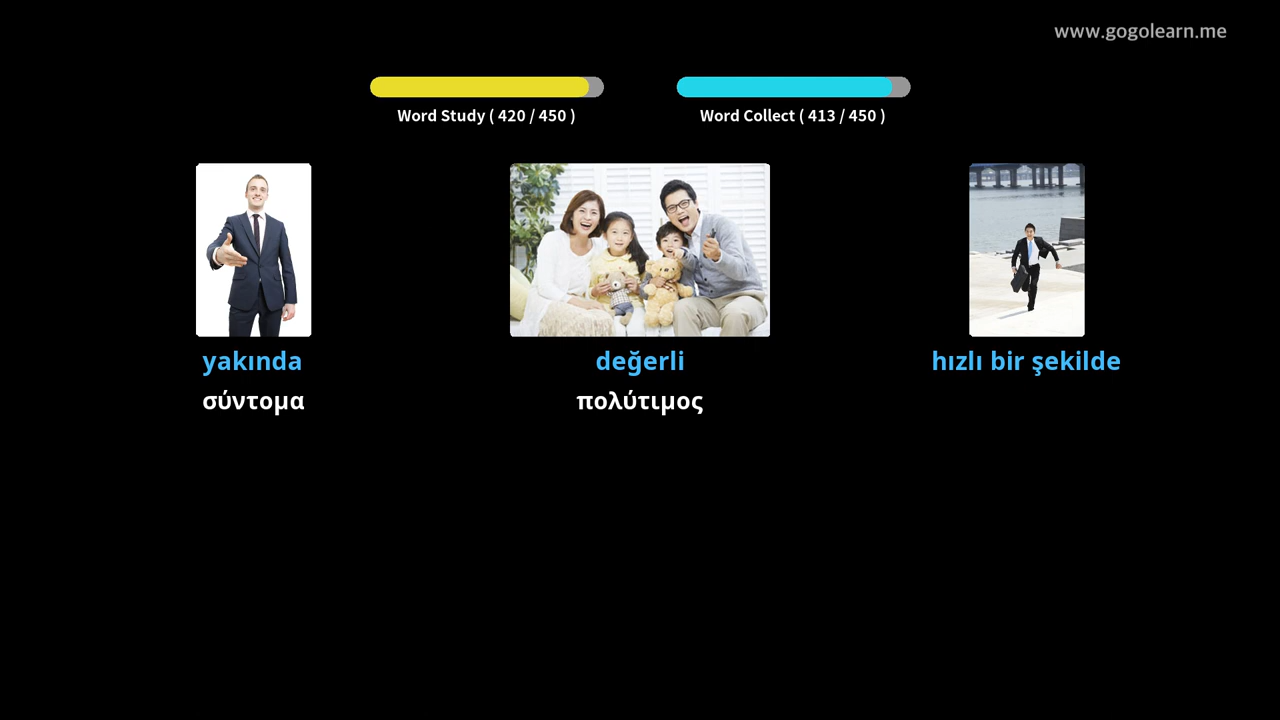 www.gogolearn.me
Word Study ( 420 / 450 )
Word Collect ( 413 / 450 )
yakında
değerli
hızlı bir şekilde
σύντομα
πολύτιμος